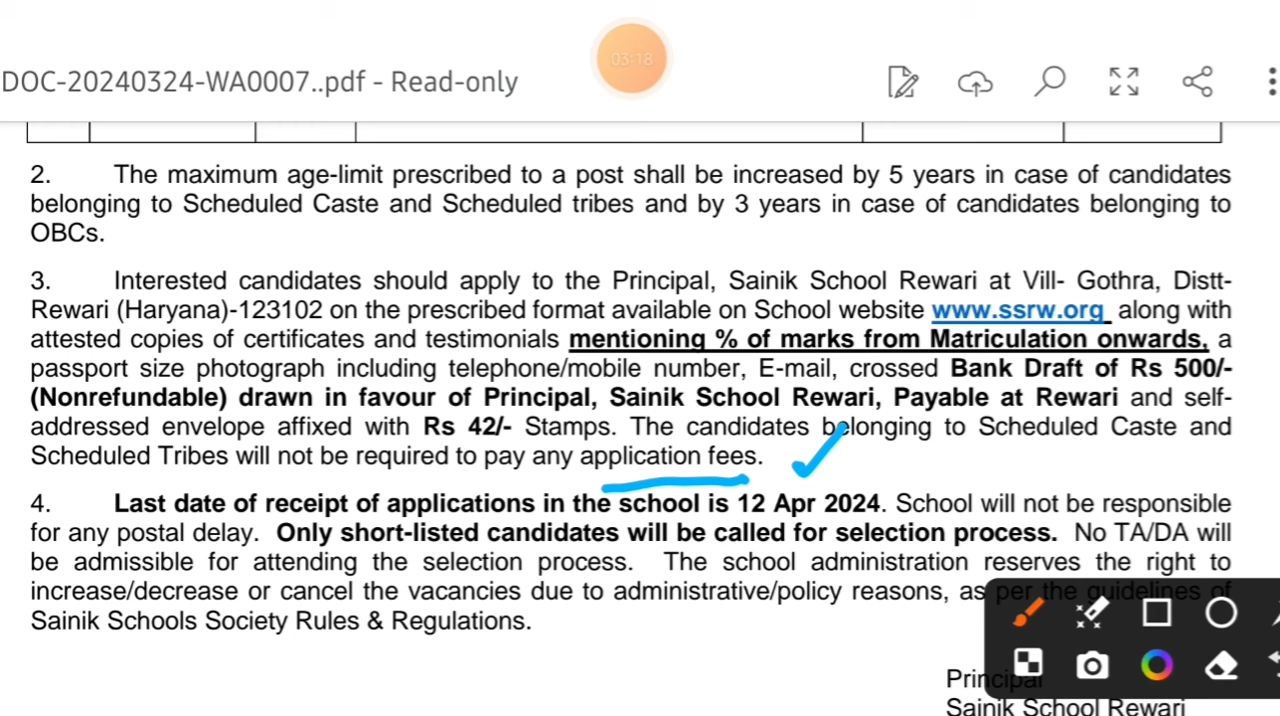 03:18
DOC-20240324-WA0007..pdf - Read-only
2. The maximum age-limit prescribed to a post shall be increased by 5 years in case of candidates
belonging to Scheduled Caste and Scheduled tribes and by 3 years in case of candidates belonging to
OBCs.
3. Interested candidates should apply to the Principal, Sainik School Rewari at Vill- Gothra, Distt-
Rewari (Haryana)-123102 on the prescribed format available on School website www.ssrw.org along with
attested copies of certificates and testimonials mentioning % of marks from Matriculation onwards, a
passport size photograph including telephone/mobile number, E-mail, crossed Bank Draft of Rs 500/-
(Nonrefundable) drawn in favour of Principal, Sainik School Rewari, Payable at Rewari and self-
addressed envelope affixed with Rs 42/- Stamps. The candidates belonging to Scheduled Caste and
Scheduled Tribes will not be required to pay any application fees.
4. Last date of receipt of applications in the school is 12 Apr 2024. School will not be responsible
for any postal delay. Only short-listed candidates will be called for selection process. No TA/DA will
be admissible for attending the selection process. The school administration reserves the right to
increase/decrease or cancel the vacancies due to administrative/policy reasons, as per the guidelines of
Sainik Schools Society Rules & Regulations.
Principal
Sainik School Rewari